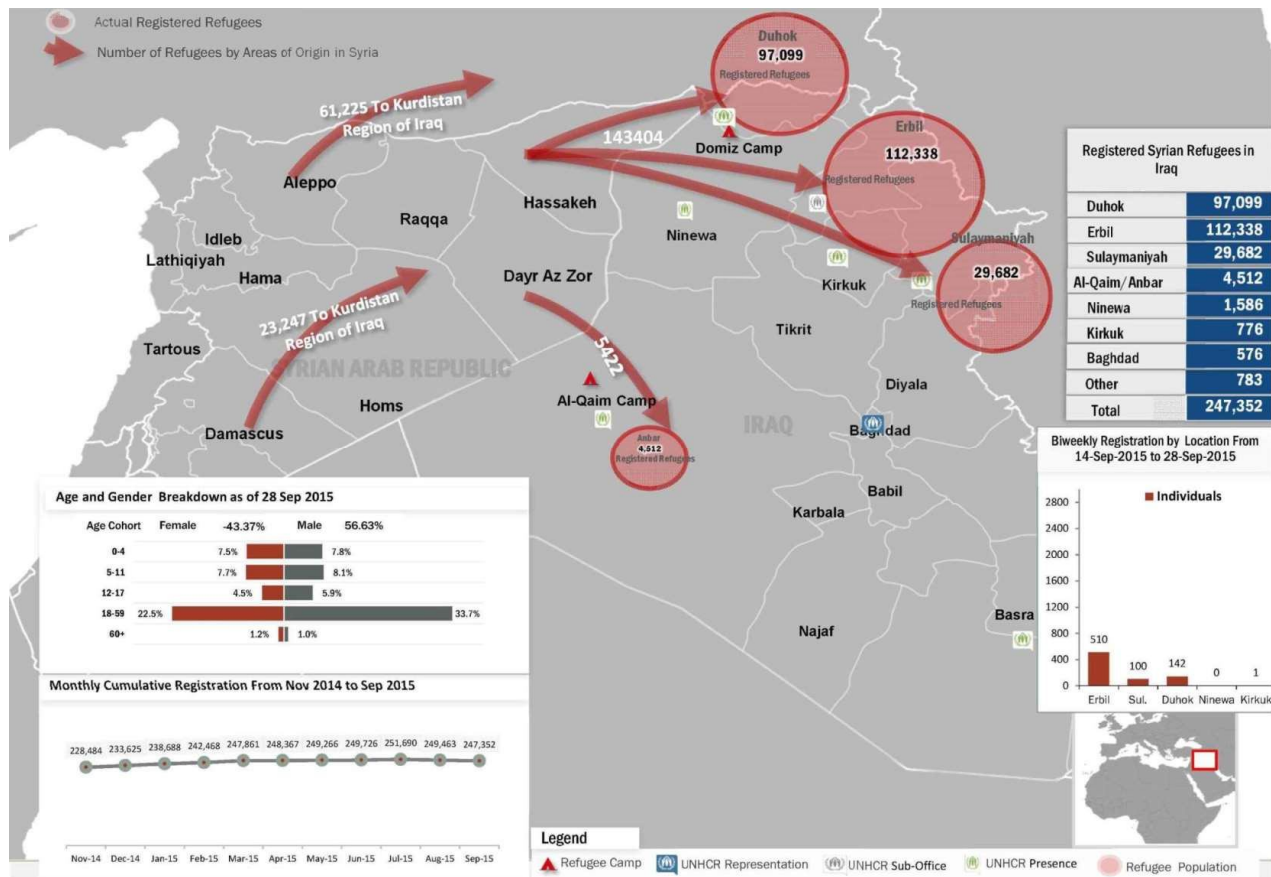 Actual Registered Refugees
Number of Refugees by Areas of Origin in Syria
61,225 To Kurdistan
Region of Iraq
Aleppo
Raqqa
Hassakeh
Idleb
Lathiqiyah
Hama
Dayr Az Zor
23,247 To Kurdistan
Region of Iraq
Tartous
SYRIAN ARAB REPUBLIC
Homs
Damascus
143404
5422
Duhok
97,099
Registered Refugees
Domiz Camp
Erbil
112,338
Registered Refugees
Sulaymaniyah
29,682
Registered Refugees
Ninewa
Kirkuk
Tikrit
Diyala
Al-Qaim Camp
Anbar
4,512
Registered Refugees
IRAQ
Baghdad
Babil
Karbala
Najaf
Basra
Registered Syrian Refugees in
Iraq
Duhok 97,099
Erbil 112,338
Sulaymaniyah 29,682
Al-Qaim/Anbar 4,512
Ninewa 1,586
Kirkuk 776
Baghdad 576
Other 783
Total 247,352
Biweekly Registration by Location From
14-Sep-2015 to 28-Sep-2015
Individuals
2800
2400
2000
1600
1200
800
400
0
510
100
142
0
1
Erbil Sul. Duhok Ninewa Kirkuk
Age and Gender Breakdown as of 28 Sep 2015
Age Cohort Female -43.37% Male 56.63%
0-4 7.5% 7.8%
5-11 7.7% 8.1%
12-17 4.5% 5.9%
18-59 22.5% 33.7%
60+ 1.2% 1.0%
Monthly Cumulative Registration From Nov 2014 to Sep 2015
228,484 233,625 238,688 242,468 247,861 248,367 249,266 249,726 251,690 249,463 247,352
Nov-14 Dec-14 Jan-15 Feb-15 Mar-15 Apr-15 May-15 Jun-15 Jul-15 Aug-15 Sep-15
Legend
Refugee Camp UNHCR Representation UNHCR Sub-Office UNHCR Presence Refugee Population